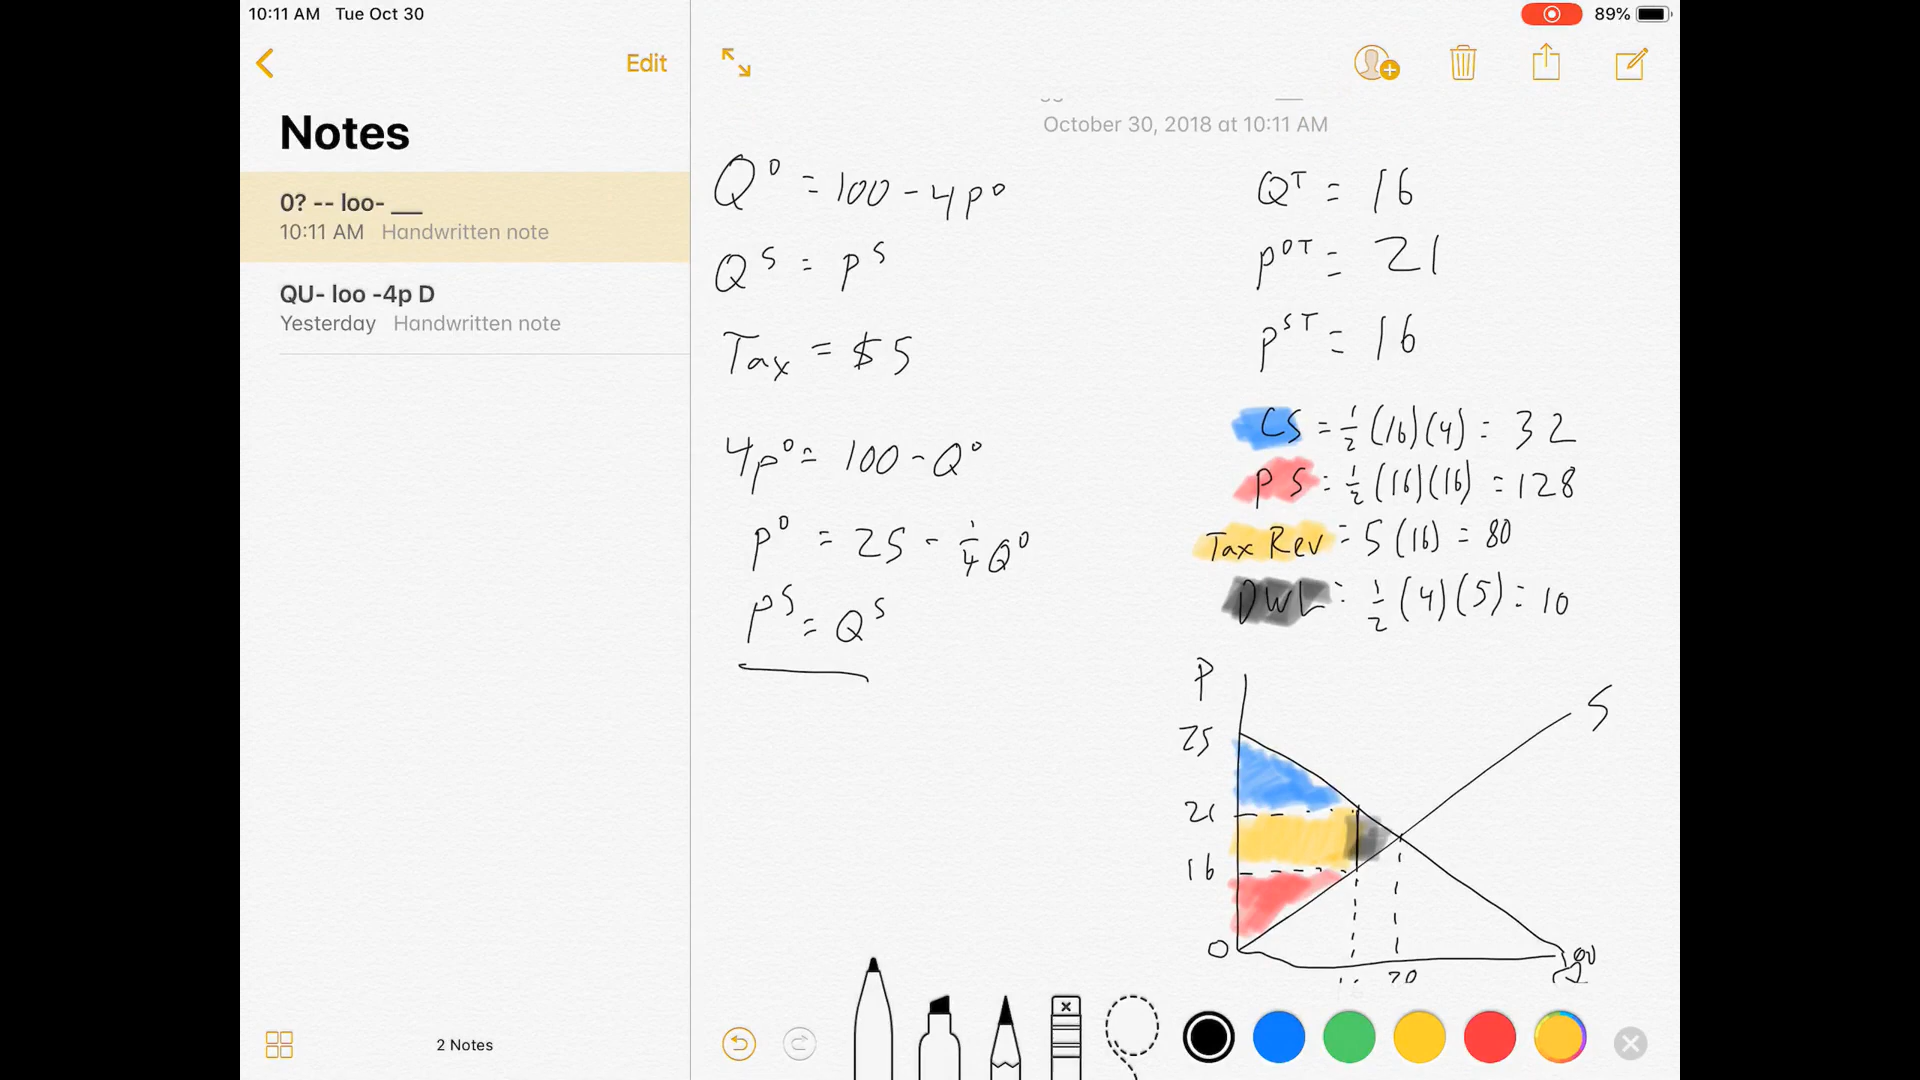 10:11 AM Tue Oct 30
89%
Edit
Notes
0? -- loo- __
10:11 AM Handwritten note
QU- loo -4p D
Yesterday Handwritten note
2 Notes
October 30, 2018 at 10:11 AM
Q^D = 100 - 4P^D
Q^S = P^S
Tax = $5
4P^D = 100 - Q^D
P^D = 25 - 1/4 Q^D
P^S = Q^S
Q^T = 16
P^DT = 21
P^ST = 16
CS = 1/2 (16)(4) = 32
PS = 1/2 (16)(16) = 128
Tax Rev = 5 (16) = 80
DWL = 1/2 (4)(5) = 10
P
S
25
21
16
0
20